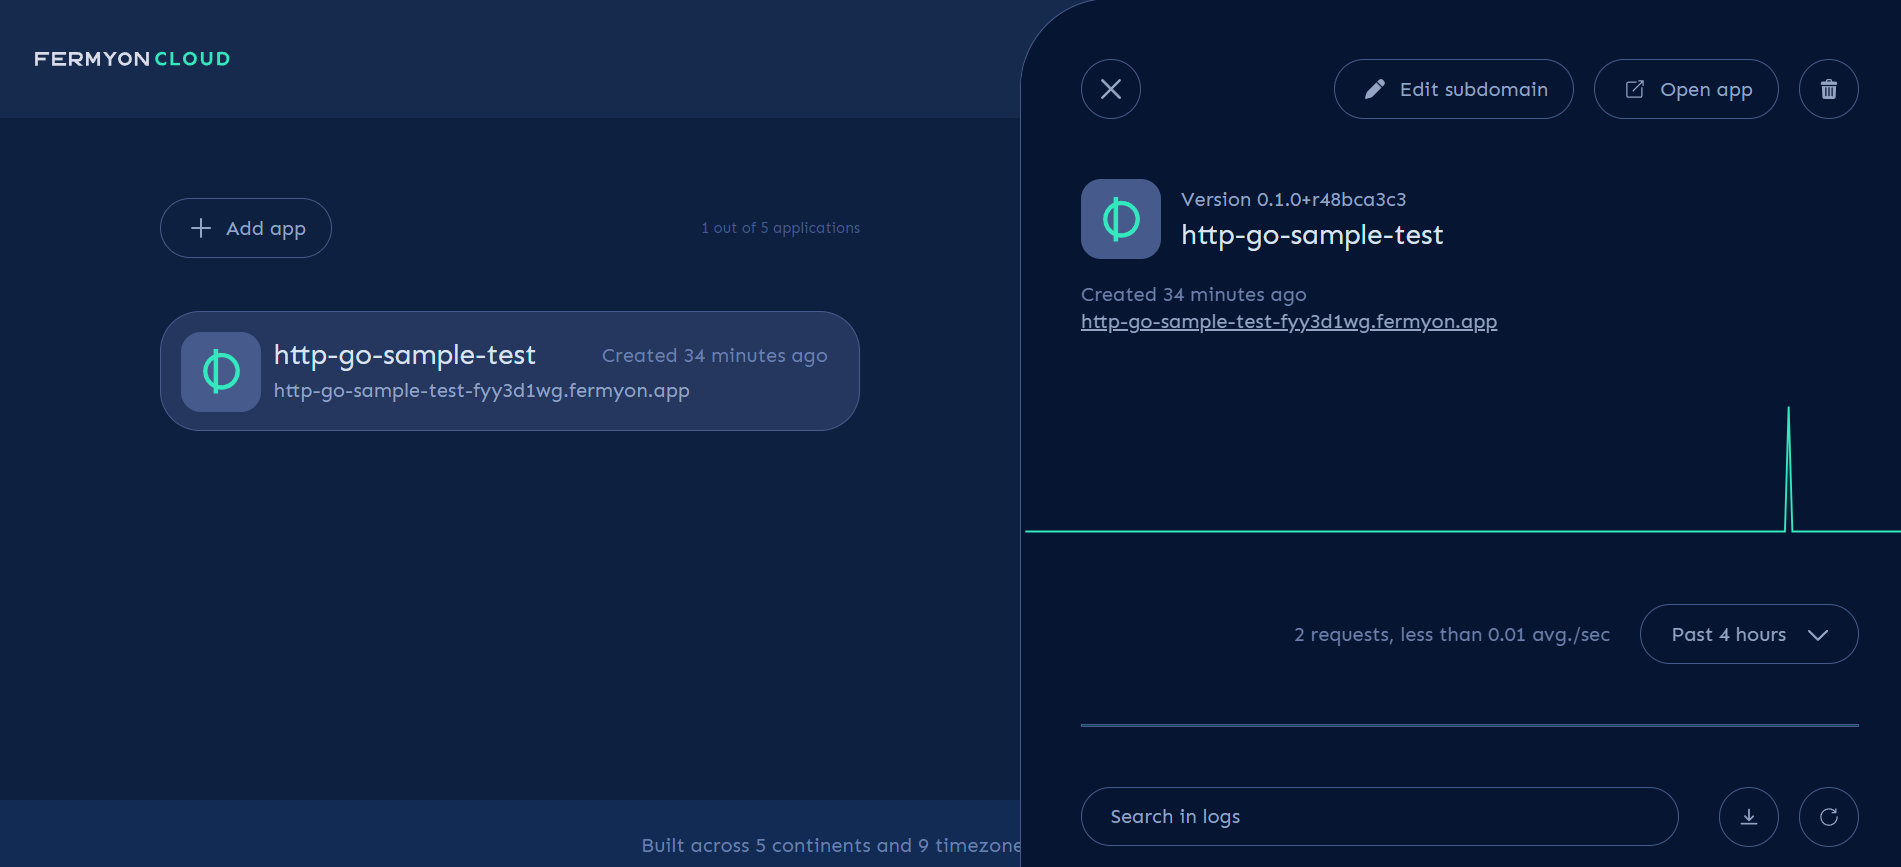 FERMYON CLOUD
Add app
1 out of 5 applications
http-go-sample-test
Created 34 minutes ago
http-go-sample-test-fyy3d1wg.fermyon.app
Built across 5 continents and 9 timezone
Edit subdomain
Open app
Version 0.1.0+r48bca3c3
http-go-sample-test
Created 34 minutes ago
http-go-sample-test-fyy3d1wg.fermyon.app
2 requests, less than 0.01 avg./sec
Past 4 hours
Search in logs